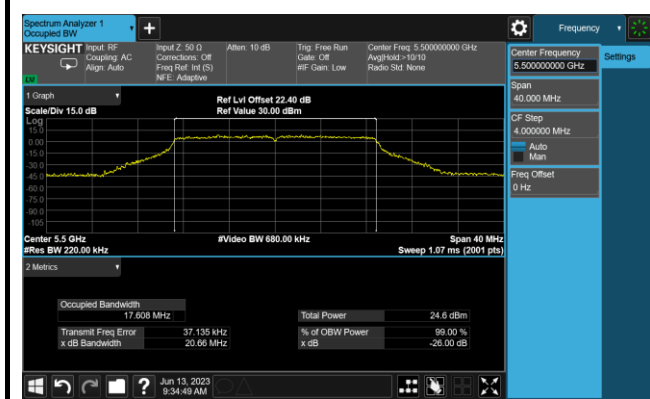 Spectrum Analyzer 1
Occupied BW
Frequency
KEYSIGHT
Input: RF
Coupling: AC
Align: Auto
Input Z: 50 Ω
Corrections: Off
Freq Ref: Int (S)
NFE: Adaptive
Atten: 10 dB
Trig: Free Run
Gate: Off
#IF Gain: Low
Center Freq: 5.500000000 GHz
Avg|Hold:>10/10
Radio Std: None
Center Frequency
5.500000000 GHz
Settings
Span
40.000 MHz
CF Step
4.000000 MHz
Auto
Man
Freq Offset
0 Hz
1 Graph
Scale/Div 15.0 dB
Ref Lvl Offset 22.40 dB
Ref Value 30.00 dBm
Log
15.0
0.00
-15.0
-30.0
-45.0
-60.0
-75.0
-90.0
-105
Center 5.5 GHz
#Res BW 220.00 kHz
#Video BW 680.00 kHz
Span 40 MHz
Sweep 1.07 ms (2001 pts)
2 Metrics
Occupied Bandwidth
17.608 MHz
Transmit Freq Error 37.135 kHz
x dB Bandwidth 20.66 MHz
Total Power 24.6 dBm
% of OBW Power 99.00 %
x dB -26.00 dB
Jun 13, 2023
9:34:49 AM